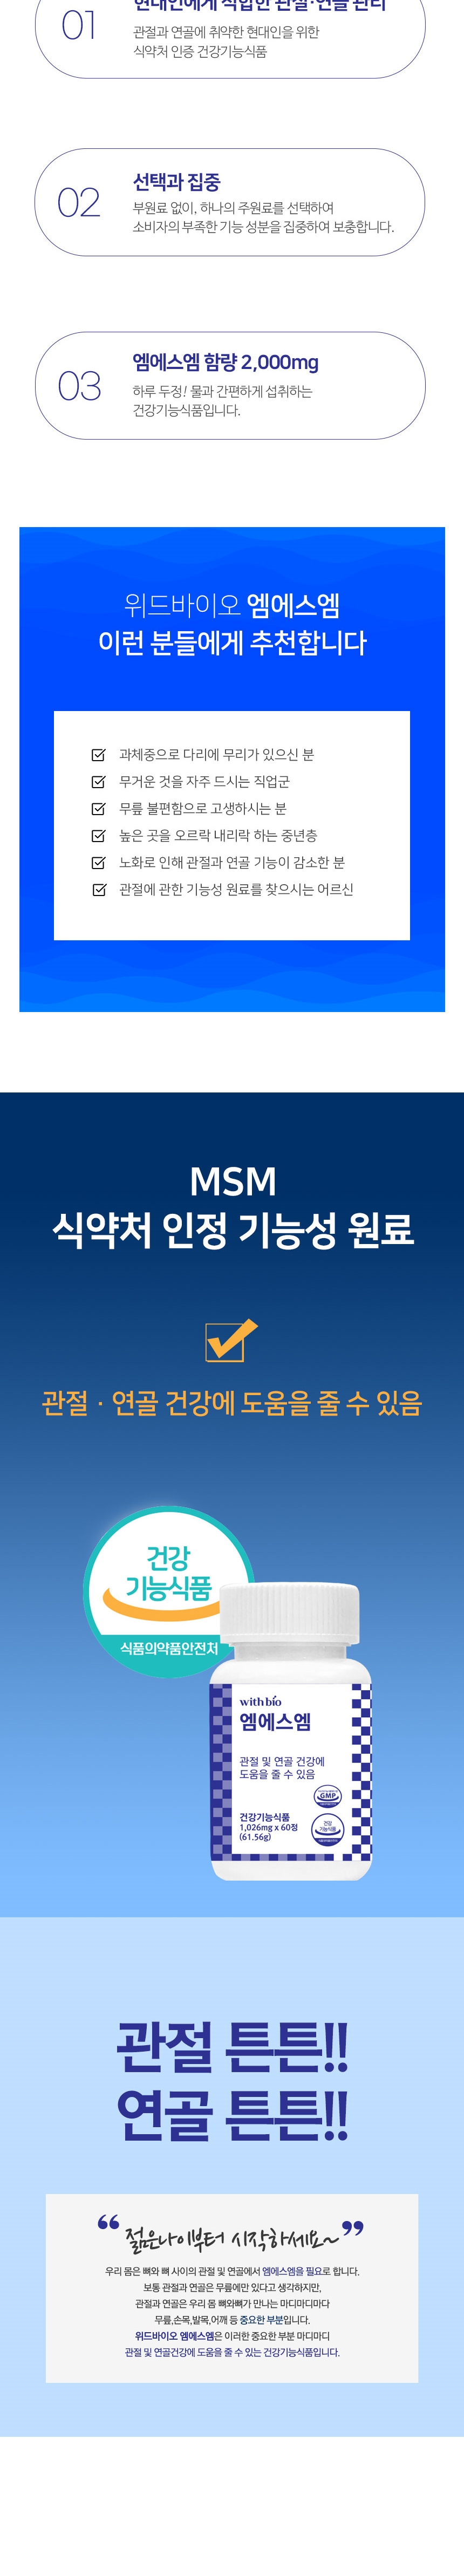 01
현대인에게 적합한 관절·연골 관리
관절과 연골에 취약한 현대인을 위한
식약처 인증 건강기능식품
02
선택과 집중
부원료 없이, 하나의 주원료를 선택하여
소비자의 부족한 기능 성분을 집중하여 보충합니다.
03
엠에스엠 함량 2,000mg
하루 두정! 물과 간편하게 섭취하는
건강기능식품입니다.
위드바이오 엠에스엠
이런 분들에게 추천합니다
과체중으로 다리에 무리가 있으신 분
무거운 것을 자주 드시는 직업군
무릎 불편함으로 고생하시는 분
높은 곳을 오르락 내리락 하는 중년층
노화로 인해 관절과 연골 기능이 감소한 분
관절에 관한 기능성 원료를 찾으시는 어르신
MSM
식약처 인정 기능성 원료
관절 · 연골 건강에 도움을 줄 수 있음
건강
기능식품
식품의약품안전처
with bio
엠에스엠
관절 및 연골 건강에
도움을 줄 수 있음
GMP
건강기능식품
1,026mg x 60정
(61.56g)
건강
기능식품
관절 튼튼!!
연골 튼튼!!
“젊은나이부터 시작하세요~”
우리 몸은 뼈와 뼈 사이의 관절 및 연골에서 엠에스엠을 필요로 합니다.
보통 관절과 연골은 무릎에만 있다고 생각하지만,
관절과 연골은 우리 몸 뼈와뼈가 만나는 마디마디마다
무릎,손목,발목,어깨 등 중요한 부분입니다.
위드바이오 엠에스엠은 이러한 중요한 부분 마디마디
관절 및 연골건강에 도움을 줄 수 있는 건강기능식품입니다.